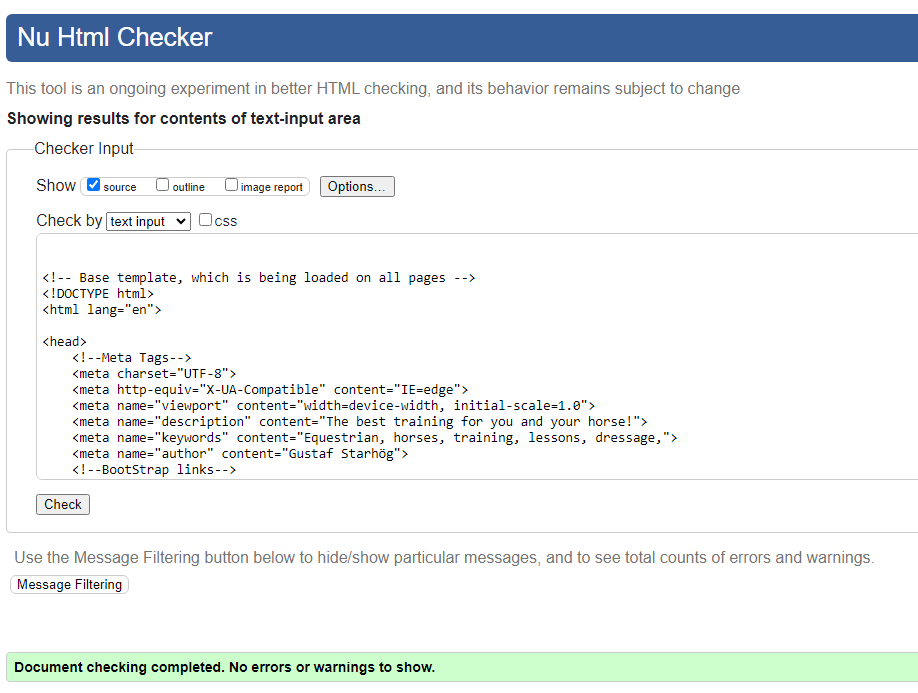 Nu Html Checker
This tool is an ongoing experiment in better HTML checking, and its behavior remains subject to change
Showing results for contents of text-input area
Checker Input
Show source outline image report Options...
Check by text input css
<!-- Base template, which is being loaded on all pages -->
<!DOCTYPE html>
<html lang="en">
<head>
<!--Meta Tags-->
<meta charset="UTF-8">
<meta http-equiv="X-UA-Compatible" content="IE=edge">
<meta name="viewport" content="width=device-width, initial-scale=1.0">
<meta name="description" content="The best training for you and your horse!">
<meta name="keywords" content="Equestrian, horses, training, lessons, dressage,">
<meta name="author" content="Gustaf Starhög">
<!--BootStrap links-->
Check
Use the Message Filtering button below to hide/show particular messages, and to see total counts of errors and warnings.
Message Filtering
Document checking completed. No errors or warnings to show.